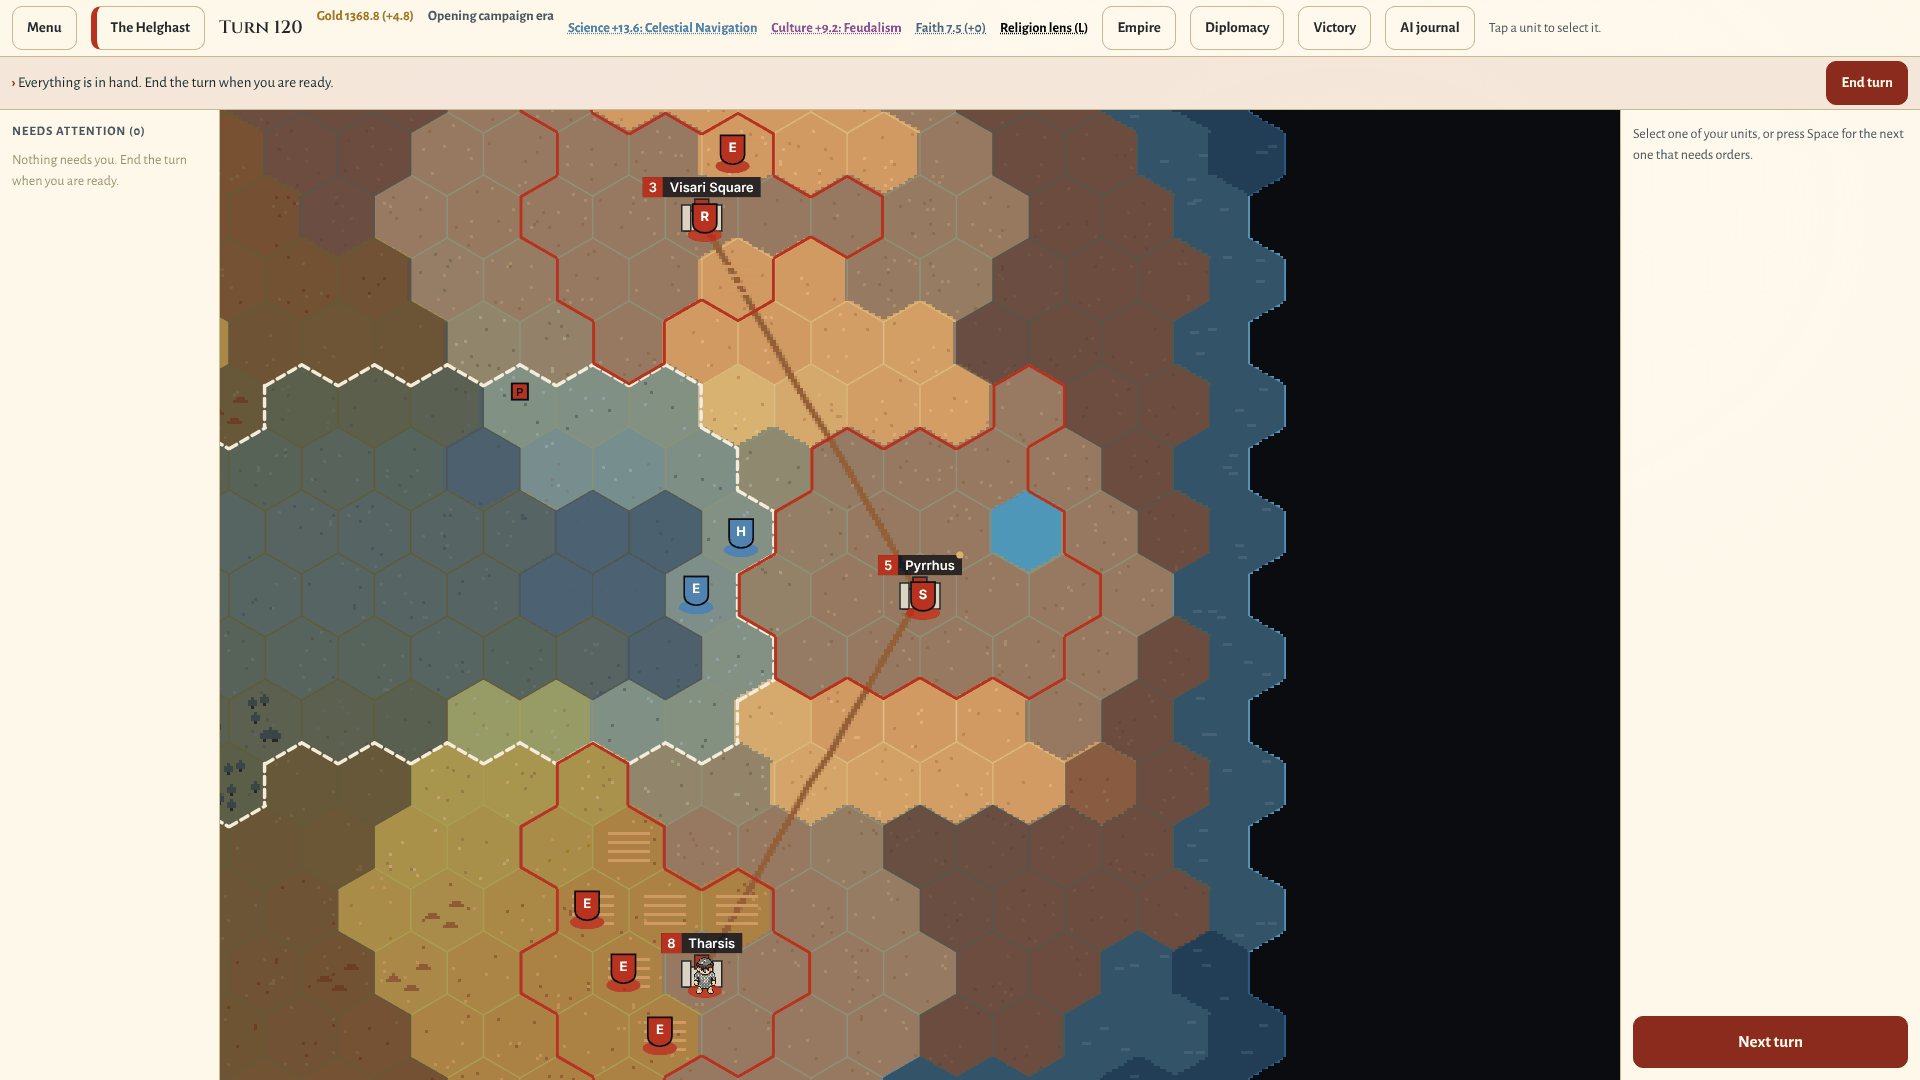 Menu
The Helghast
TURN 120
Gold 1368.8 (+4.8)
Opening campaign era
Science +13.6: Celestial Navigation
Culture +9.2: Feudalism
Faith 7.5 (+0)
Religion lens (L)
Empire
Diplomacy
Victory
AI journal
Tap a unit to select it.
› Everything is in hand. End the turn when you are ready.
End turn
NEEDS ATTENTION (0)
Nothing needs you. End the turn
when you are ready.
Select one of your units, or press Space for the next
one that needs orders.
E
3 Visari Square
R
P
H
5 Pyrrhus
E
S
E
8 Tharsis
E
E
Next turn